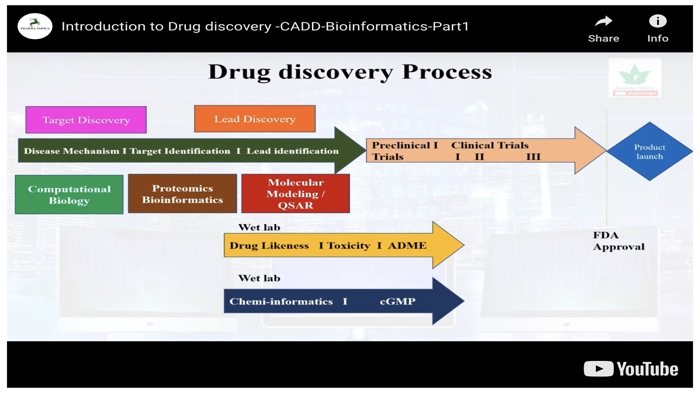 Introduction to Drug discovery -CADD-Bioinformatics-Part1
Share
Info
Drug discovery Process
Target Discovery
Lead Discovery
Disease Mechanism I Target Identification I Lead identification
Preclinical I Clinical Trials
Trials I II III
Product
launch
Computational
Biology
Proteomics
Bioinformatics
Molecular
Modeling /
QSAR
Wet lab
Drug Likeness I Toxicity I ADME
FDA
Approval
Wet lab
Chemi-informatics I cGMP
YouTube